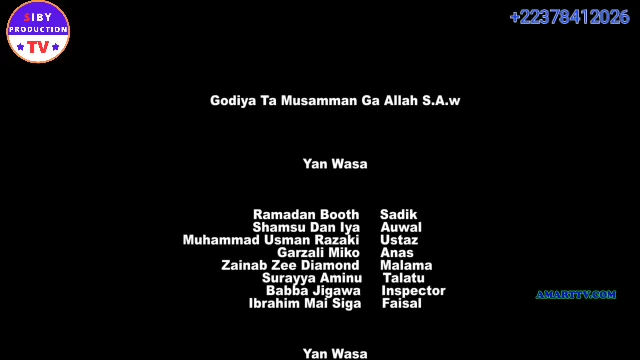 SIBY
PRODUCTION
TV
+22378412026
Godiya Ta Musamman Ga Allah S.A.w
Yan Wasa
Ramadan Booth Sadik
Shamsu Dan Iya Auwal
Muhammad Usman Razaki Ustaz
Garzali Miko Anas
Zainab Zee Diamond Malama
Surayya Aminu Talatu
Babba Jigawa Inspector
Ibrahim Mai Siga Faisal
AMARTTV.COM
Yan Wasa